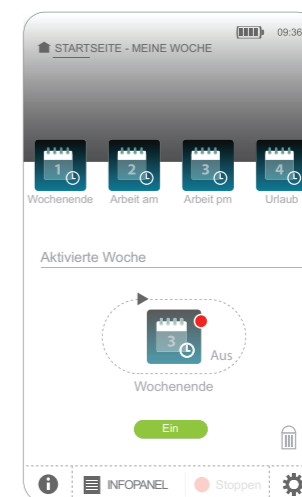 09:36
STARTSEITE - MEINE WOCHE
1 2 3 4
Wochenende Arbeit am Arbeit pm Urlaub
Aktivierte Woche
3
Aus
Wochenende
Ein
INFOPANEL Stoppen